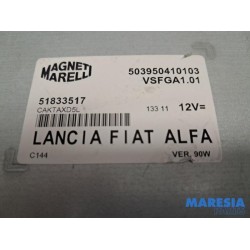 MAGNETI MARELLI
503950410103
VSFGA1.01
51833517
CAKTAXD5L
133 11 12V=
LANCIA FIAT ALFA
C144 VER. 90W
MARESIA